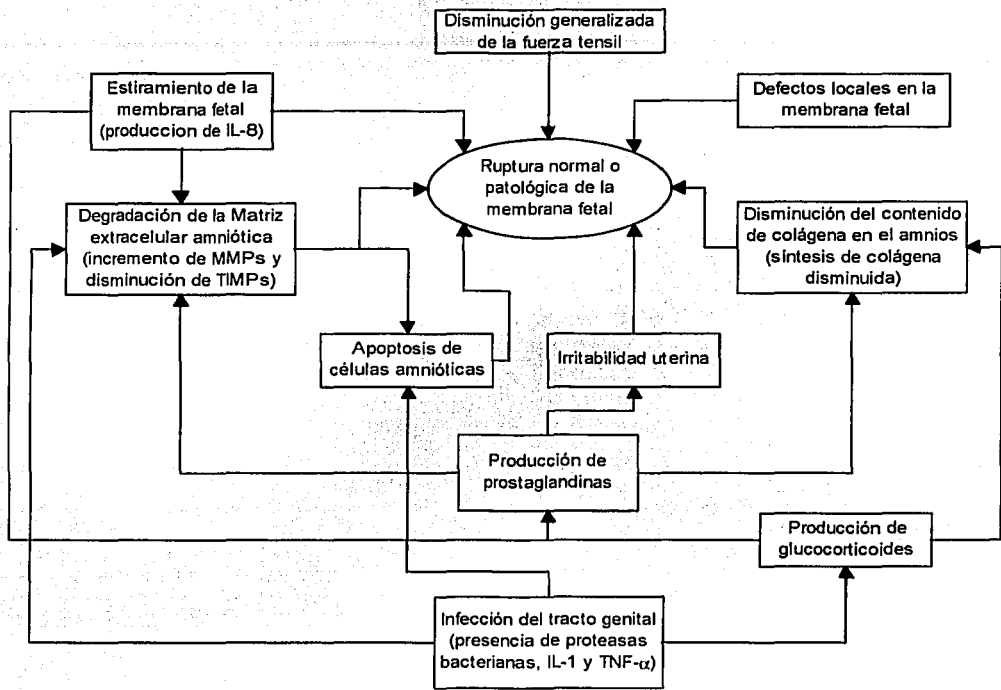 Disminución generalizada
de la fuerza tensil
Estiramiento de la
membrana fetal
(produccion de IL-8)
Defectos locales en la
membrana fetal
Ruptura normal o
patológica de la
membrana fetal
Degradación de la Matriz
extracelular amniótica
(incremento de MMPs y
disminución de TIMPs)
Disminución del contenido
de colágena en el amnios
(síntesis de colágena
disminuida)
Apoptosis de
células amnióticas
Irritabilidad uterina
Producción de
prostaglandinas
Producción de
glucocorticoides
Infección del tracto genital
(presencia de proteasas
bacterianas, IL-1 y TNF-α)